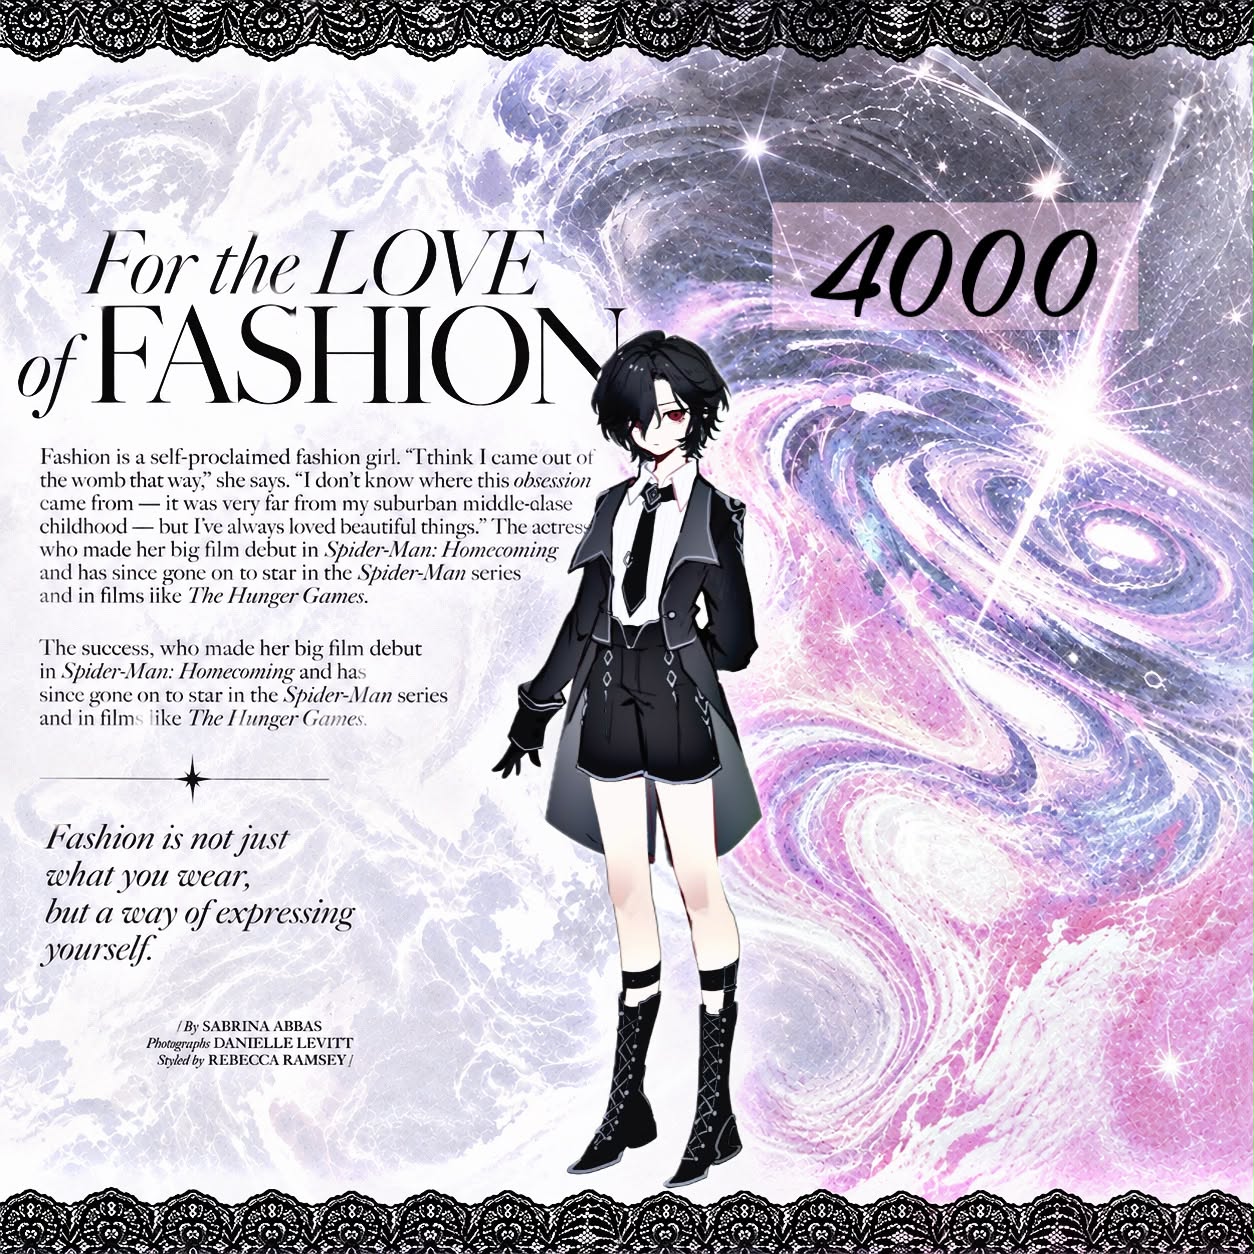 For the LOVE
of FASHION
4000
Fashion is a self-proclaimed fashion girl. “Tthink I came out of
the womb that way,” she says. “I don’t know where this obsession
came from — it was very far from my suburban middle-alase
childhood — but I’ve always loved beautiful things.” The actress
who made her big film debut in Spider-Man: Homecoming
and has since gone on to star in the Spider-Man series
and in films iike The Hunger Games.
The success, who made her big film debut
in Spider-Man: Homecoming and has
since gone on to star in the Spider-Man series
and in films like The Hunger Games.
Fashion is not just
what you wear,
but a way of expressing
yourself.
/ By SABRINA ABBAS
Photographs DANIELLE LEVITT
Styled by REBECCA RAMSEY /